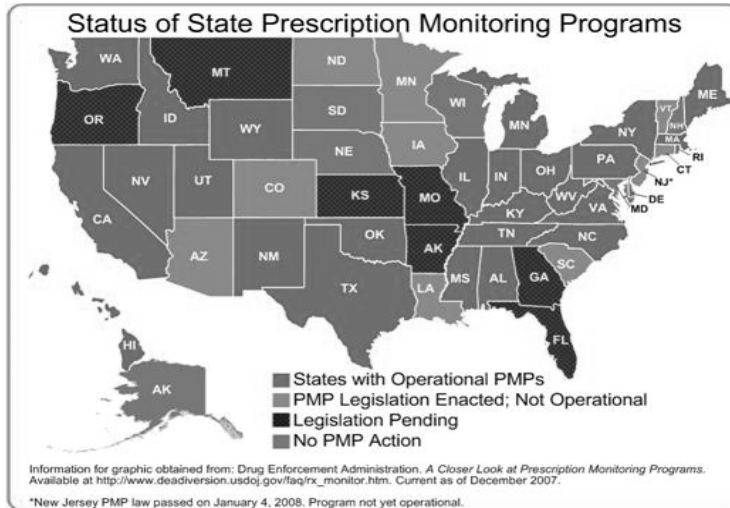 Status of State Prescription Monitoring Programs
WA
MT
ND
MN
ME
VT
NH
OR
ID
SD
WI
MN
NY
MA
WY
RI
IA
NE
PA
CT
NV
UT
CO
IL
IN
OH
NJ*
DE
MD
CA
KS
MO
WV
VA
KY
AZ
NM
OK
AK
TN
NC
SC
TX
MS
AL
GA
LA
FL
HI
AK
States with Operational PMPs
PMP Legislation Enacted; Not Operational
Legislation Pending
No PMP Action
Information for graphic obtained from: Drug Enforcement Administration. A Closer Look at Prescription Monitoring Programs.
Available at http://www.deadiversion.usdoj.gov/faq/rx_monitor.htm. Current as of December 2007.
*New Jersey PMP law passed on January 4, 2008. Program not yet operational.